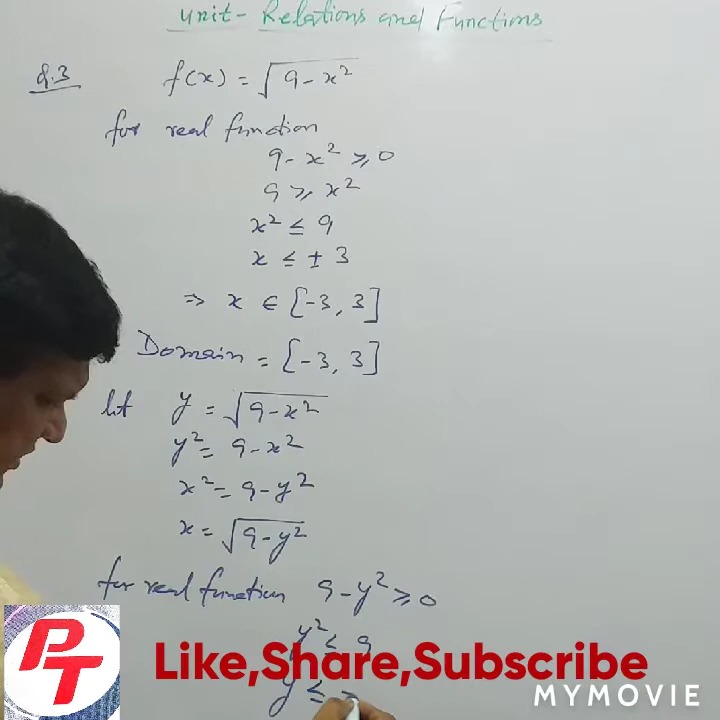 Unit - Relations and Functions
Q.3 f(x) = √9 - x²
for real function
9 - x² ≥ 0
9 ≥ x²
x² ≤ 9
x ≤ ± 3
⇒ x ∈ [-3, 3]
Domain = [-3, 3]
let y = √9 - x²
y² = 9 - x²
x² = 9 - y²
x = √9 - y²
for real function 9 - y² ≥ 0
y² ≤ 9
PT Like,Share,Subscribe
y ≤
MYMOVIE